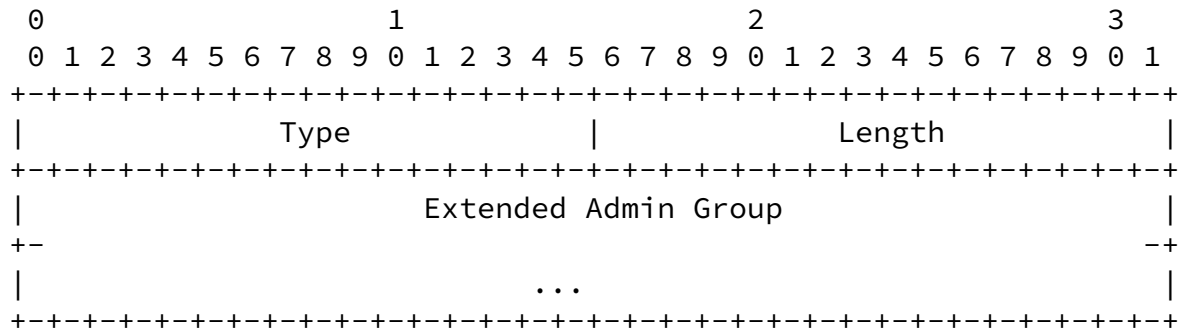 0                   1                   2                   3
 0 1 2 3 4 5 6 7 8 9 0 1 2 3 4 5 6 7 8 9 0 1 2 3 4 5 6 7 8 9 0 1
+-+-+-+-+-+-+-+-+-+-+-+-+-+-+-+-+-+-+-+-+-+-+-+-+-+-+-+-+-+-+-+-+
|              Type             |             Length            |
+-+-+-+-+-+-+-+-+-+-+-+-+-+-+-+-+-+-+-+-+-+-+-+-+-+-+-+-+-+-+-+-+
|                      Extended Admin Group                     |
+-                                                             -+
|                            ...                                |
+-+-+-+-+-+-+-+-+-+-+-+-+-+-+-+-+-+-+-+-+-+-+-+-+-+-+-+-+-+-+-+-+